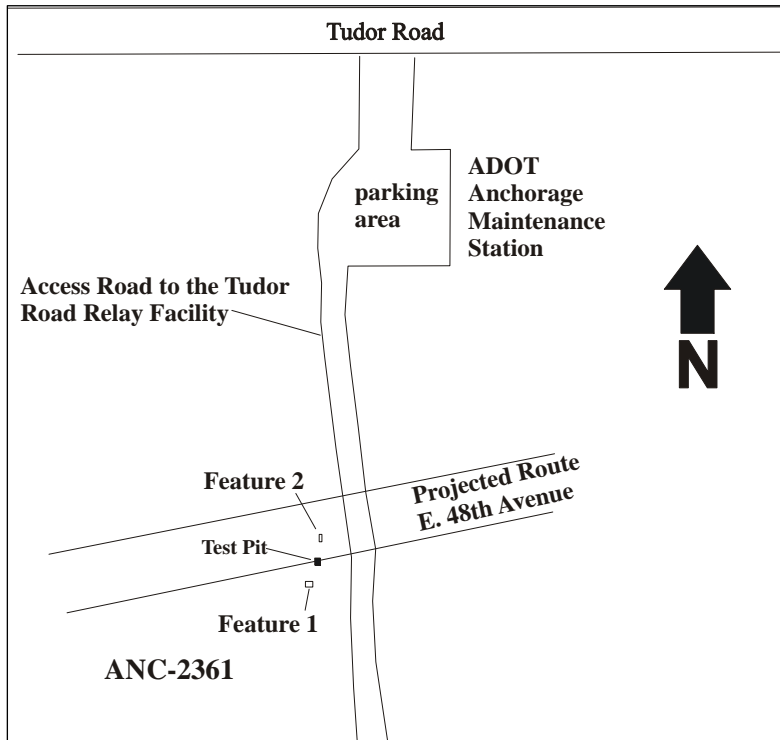 Tudor Road
parking
area
ADOT
Anchorage
Maintenance
Station
Access Road to the Tudor
Road Relay Facility
N
Feature 2
Projected Route
E. 48th Avenue
Test Pit
Feature 1
ANC-2361